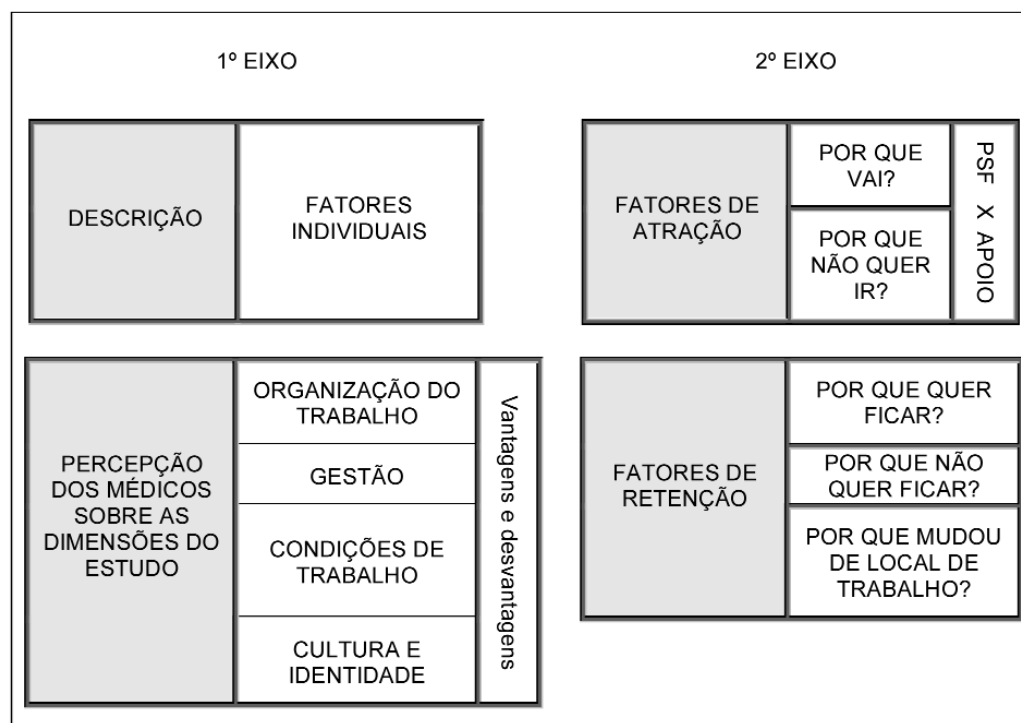 1º EIXO
2º EIXO
DESCRIÇÃO
FATORES
INDIVIDUAIS
FATORES DE
ATRAÇÃO
POR QUE
VAI?
POR QUE
NÃO QUER
IR?
PSF X APOIO
PERCEPÇÃO
DOS MÉDICOS
SOBRE AS
DIMENSÕES DO
ESTUDO
ORGANIZAÇÃO DO
TRABALHO
GESTÃO
CONDIÇÕES DE
TRABALHO
CULTURA E
IDENTIDADE
Vantagens e desvantagens
FATORES DE
RETENÇÃO
POR QUE QUER
FICAR?
POR QUE NÃO
QUER FICAR?
POR QUE MUDOU
DE LOCAL DE
TRABALHO?